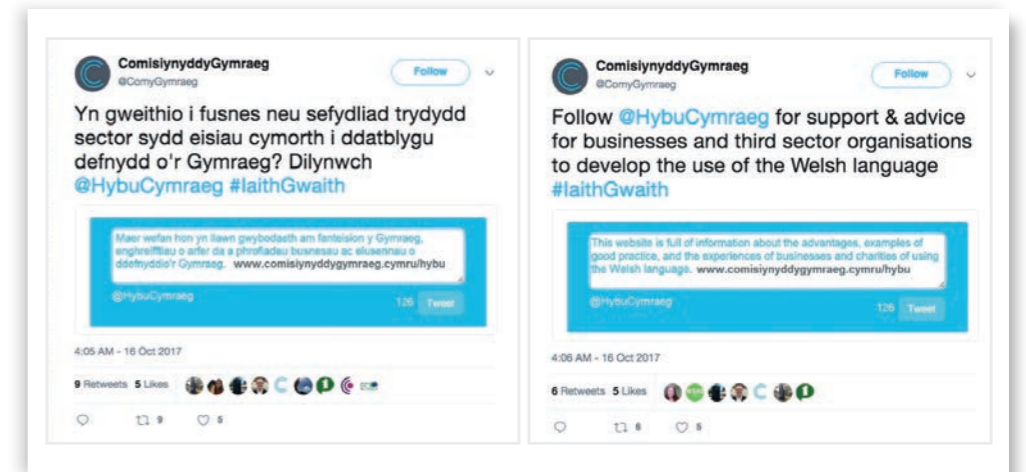 ComisiynyddyGymraeg
@ComyGymraeg
Follow
Yn gweithio i fusnes neu sefydliad trydydd
sector sydd eisiau cymorth i ddatblygu
defnydd o'r Gymraeg? Dilynwch
@HybuCymraeg #IaithGwaith
Maer wefan hon yn llawn gwybodaeth am fanteision y Gymraeg,
enghreifftiau o arfer da a phrofiadau busnesau ac elusennau o
ddefnyddio'r Gymraeg. www.comisiynyddygymraeg.cymru/hybu
@HybuCymraeg
126 Tweet
4:05 AM - 16 Oct 2017
9 Retweets 5 Likes
9 5
ComisiynyddyGymraeg
@ComyGymraeg
Follow
Follow @HybuCymraeg for support & advice
for businesses and third sector organisations
to develop the use of the Welsh language
#IaithGwaith
This website is full of information about the advantages, examples of
good practice, and the experiences of businesses and charities of using
the Welsh language. www.comisiynyddygymraeg.cymru/hybu
@HybuCymraeg
126 Tweet
4:06 AM - 16 Oct 2017
6 Retweets 5 Likes
6 5